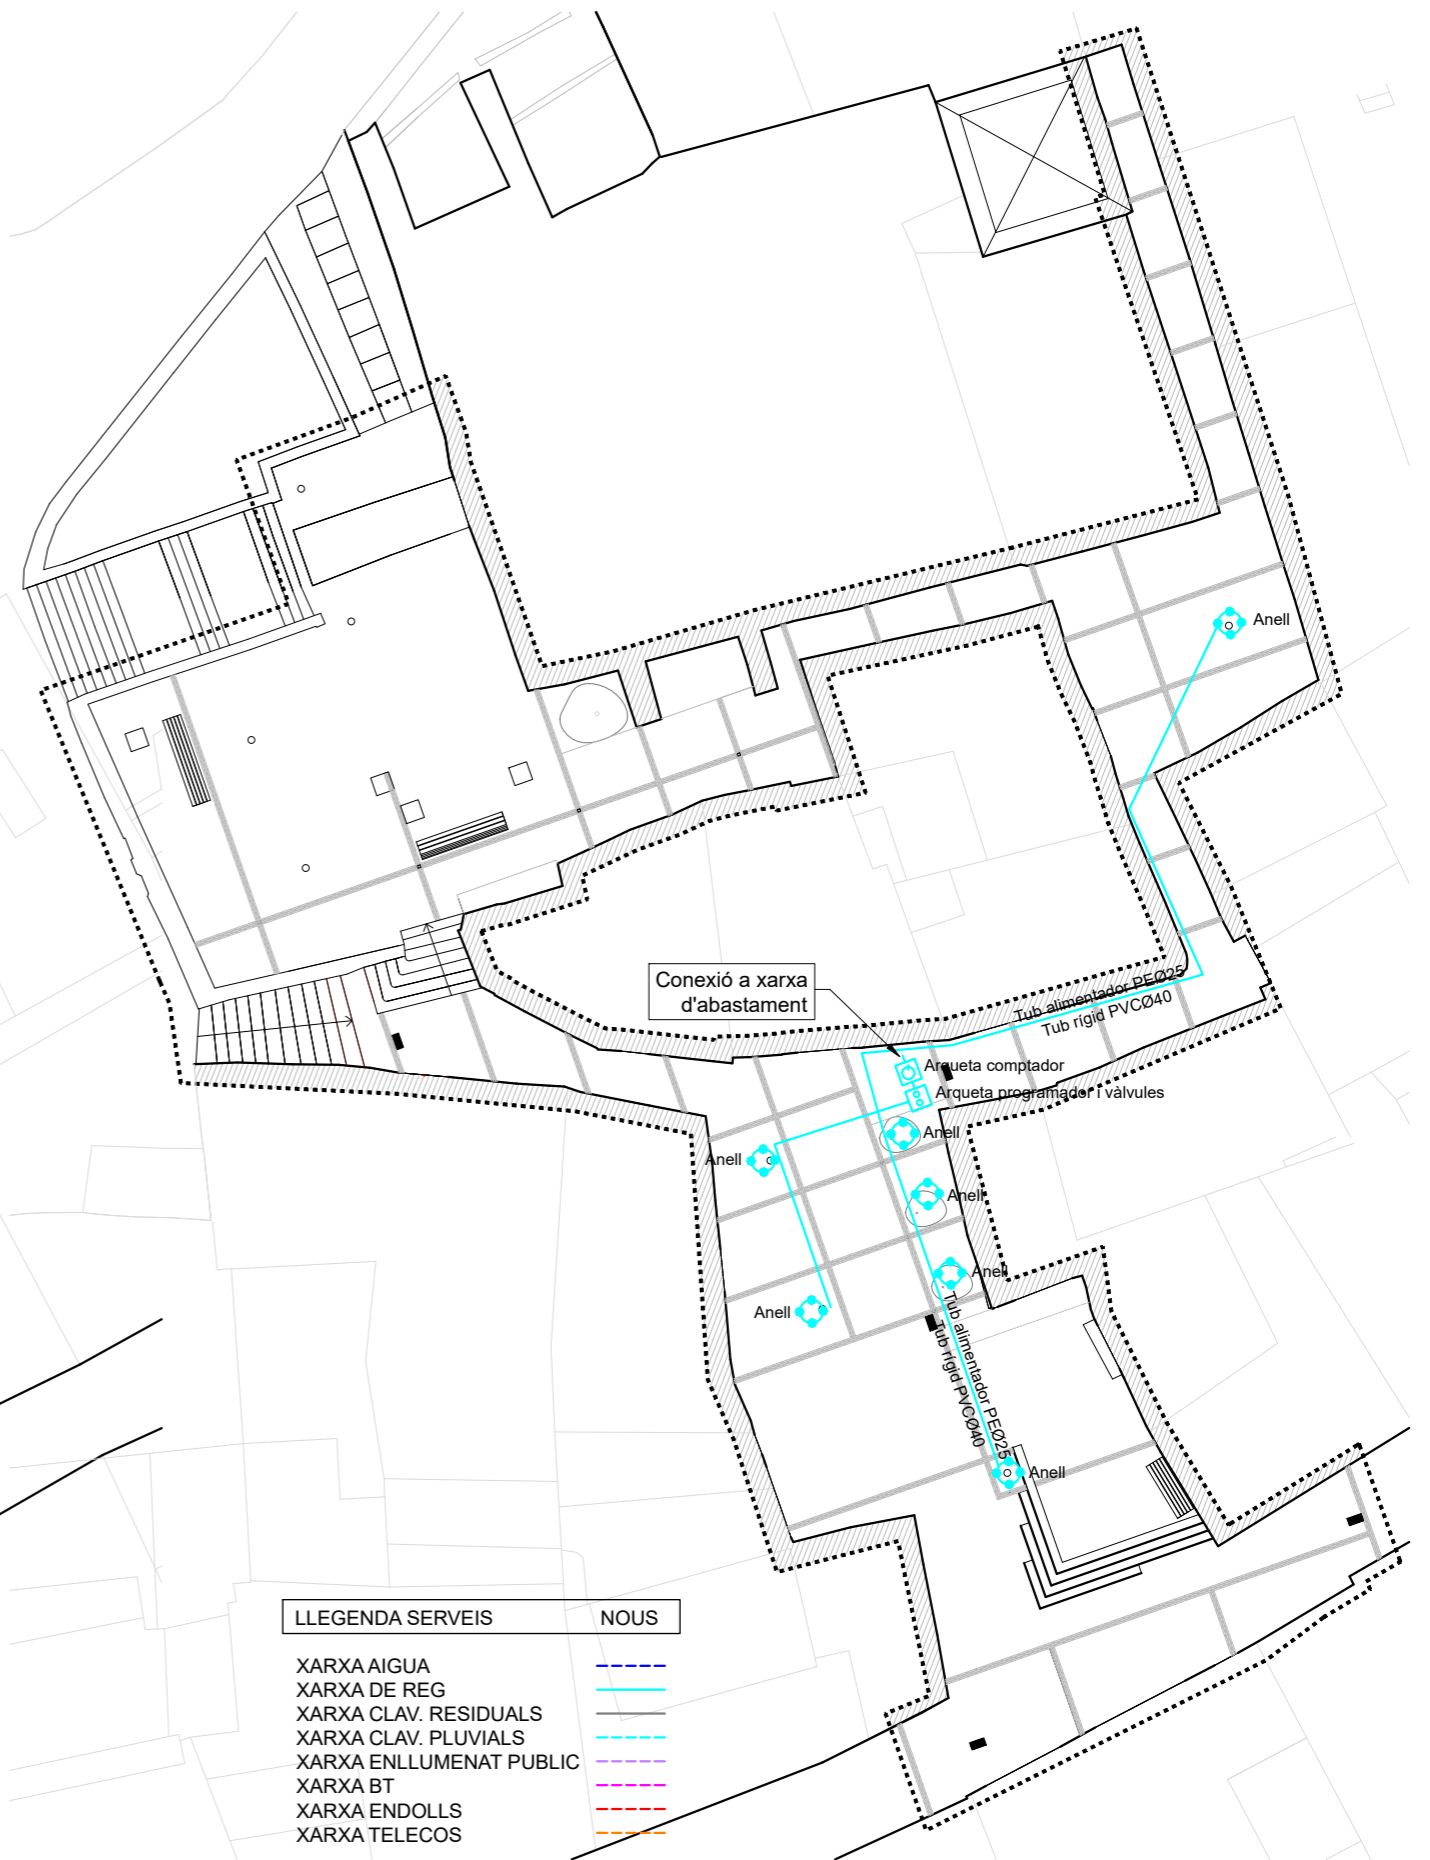 Anell
Conexió a xarxa
d'abastament
Tub alimentador PEØ25
Tub rígid PVCØ40
Arqueta comptador
Arqueta programador i vàlvules
Anell
Anell
Anell
Anell
Anell
Tub alimentador PEØ25
Tub rígid PVCØ40
Anell
LLEGENDA SERVEIS NOUS
XARXA AIGUA
XARXA DE REG
XARXA CLAV. RESIDUALS
XARXA CLAV. PLUVIALS
XARXA ENLLUMENAT PUBLIC
XARXA BT
XARXA ENDOLLS
XARXA TELECOS